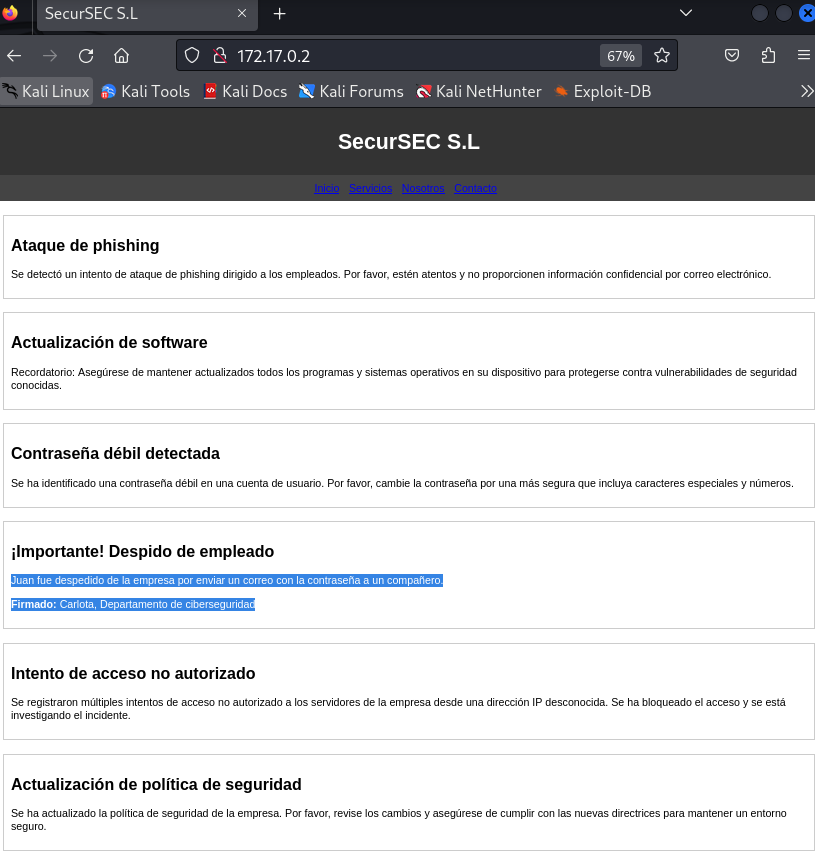 SecurSEC S.L
172.17.0.2
67%
Kali Linux Kali Tools Kali Docs Kali Forums Kali NetHunter Exploit-DB
SecurSEC S.L
Inicio Servicios Nosotros Contacto
Ataque de phishing
Se detectó un intento de ataque de phishing dirigido a los empleados. Por favor, estén atentos y no proporcionen información confidencial por correo electrónico.
Actualización de software
Recordatorio: Asegúrese de mantener actualizados todos los programas y sistemas operativos en su dispositivo para protegerse contra vulnerabilidades de seguridad
conocidas.
Contraseña débil detectada
Se ha identificado una contraseña débil en una cuenta de usuario. Por favor, cambie la contraseña por una más segura que incluya caracteres especiales y números.
¡Importante! Despido de empleado
Juan fue despedido de la empresa por enviar un correo con la contraseña a un compañero.
Firmado: Carlota, Departamento de ciberseguridad
Intento de acceso no autorizado
Se registraron múltiples intentos de acceso no autorizado a los servidores de la empresa desde una dirección IP desconocida. Se ha bloqueado el acceso y se está
investigando el incidente.
Actualización de política de seguridad
Se ha actualizado la política de seguridad de la empresa. Por favor, revise los cambios y asegúrese de cumplir con las nuevas directrices para mantener un entorno
seguro.